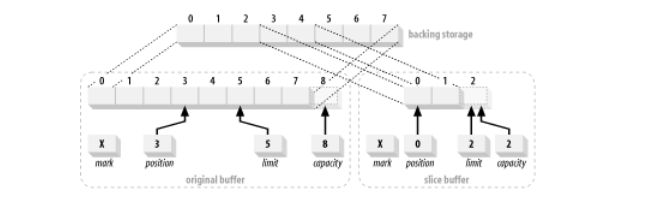 0 1 2 3 4 5 6 7
backing storage
0 1 2 3 4 5 6 7 8
0 1 2
X 3 5 8
mark position limit capacity
X 0 2 2
mark position limit capacity
original buffer
slice buffer